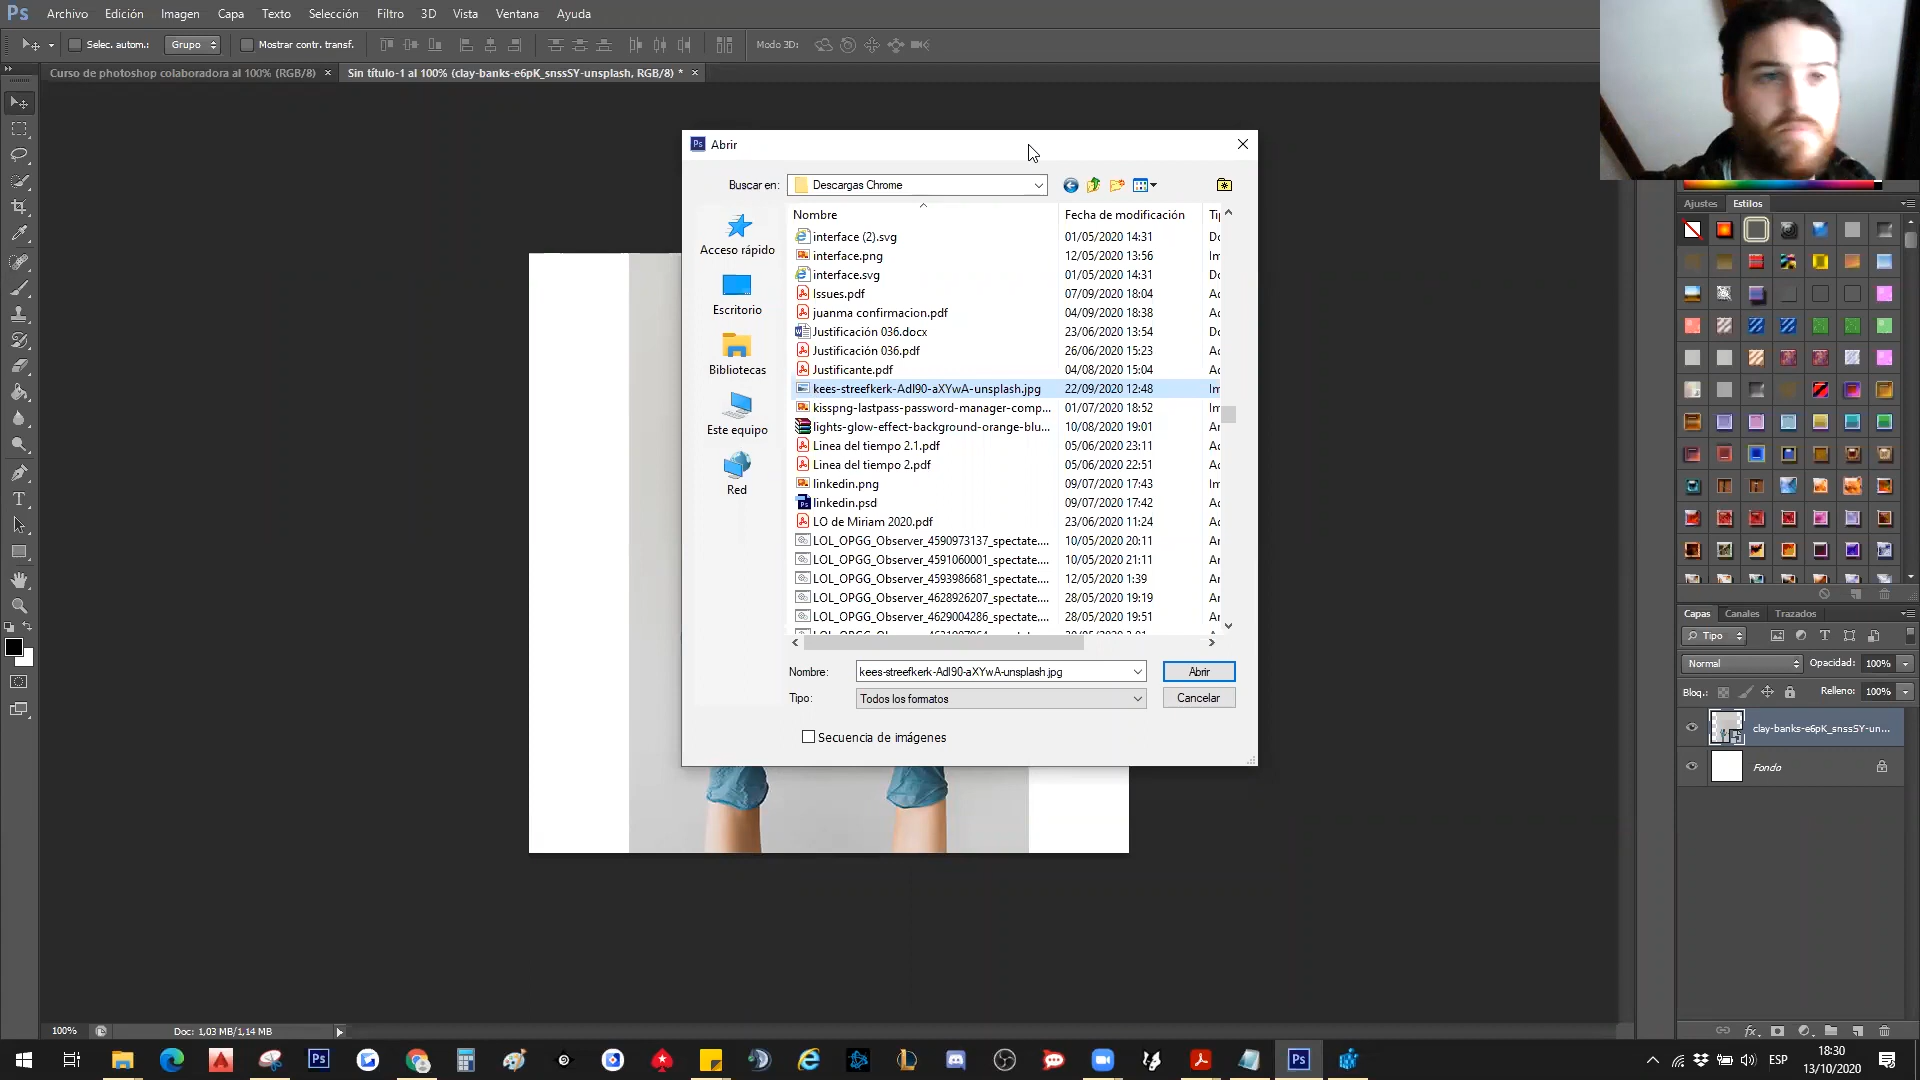 Ps Archivo Edición Imagen Capa Texto Selección Filtro 3D Vista Ventana Ayuda
Selec. autom.: Grupo Mostrar contr. transf. Modo 3D:
Curso de photoshop colaboradora al 100% (RGB/8) × Sin título-1 al 100% (clay-banks-e6pK_snssSY-unsplash, RGB/8) * ×
Ps Abrir
Buscar en: Descargas Chrome
Ajustes Estilos
Nombre Fecha de modificación
Acceso rápido
Escritorio
Bibliotecas
Este equipo
Red
interface (2).svg 01/05/2020 14:31
interface.png 12/05/2020 13:56
interface.svg 01/05/2020 14:31
Issues.pdf 07/09/2020 18:04
juanma confirmacion.pdf 04/09/2020 18:38
Justificación 036.docx 23/06/2020 13:54
Justificación 036.pdf 26/06/2020 15:23
Justificante.pdf 04/08/2020 15:04
kees-streefkerk-AdI90-aXYwA-unsplash.jpg 22/09/2020 12:48
kisspng-lastpass-password-manager-comp... 01/07/2020 18:52
lights-glow-effect-background-orange-blu... 10/08/2020 19:01
Linea del tiempo 2.1.pdf 05/06/2020 23:11
Linea del tiempo 2.pdf 05/06/2020 22:51
linkedin.png 09/07/2020 17:43
linkedin.psd 09/07/2020 17:42
LO de Miriam 2020.pdf 23/06/2020 11:24
LOL_OPGG_Observer_4590973137_spectate.... 10/05/2020 20:11
LOL_OPGG_Observer_4591060001_spectate.... 10/05/2020 21:11
LOL_OPGG_Observer_4593986681_spectate.... 12/05/2020 1:39
LOL_OPGG_Observer_4628926207_spectate.... 28/05/2020 19:19
LOL_OPGG_Observer_4629004286_spectate.... 28/05/2020 19:51
Nombre: kees-streefkerk-AdI90-aXYwA-unsplash.jpg Abrir
Tipo: Todos los formatos Cancelar
Secuencia de imágenes
Capas Canales Trazados
Tipo
Normal Opacidad: 100%
Bloq.: Relleno: 100%
clay-banks-e6pK_snssSY-un...
Fondo
100% Doc: 1,03 MB/1,14 MB
ESP 18:30
13/10/2020